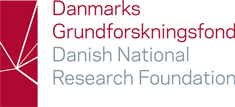 Danmarks
Grundforskningsfond
Danish National
Research Foundation